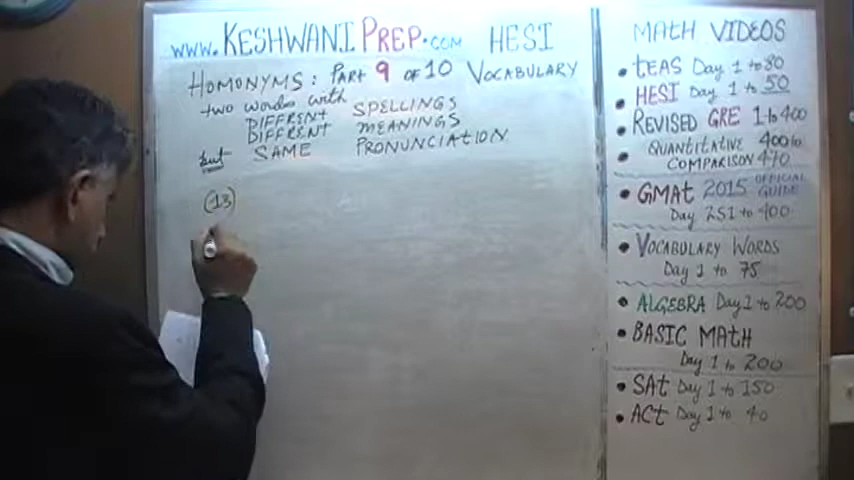 www.KESHWANIPREP.com HESI
HOMONYMS: PART 9 OF 10 VOCABULARY
two words with
DIFFRENT SPELLINGS
DIFFRENT MEANINGS
but SAME PRONUNCIATION
(13)
MATH VIDEOS
• tEAS Day 1 to 80
• HESI Day 1 to 50
• REVISED GRE 1 to 400
• QUANTITATIVE 400 to
COMPARISON 470
• GMAt 2015 OFFICIAL
GUIDE
Day 251 to 400
• VOCABULARY WORDS
Day 1 to 75
• ALGEBRA Day 1 to 200
• BASIC MATH
Day 1 to 200
• SAt Day 1 to 150
• ACt Day 1 to 40